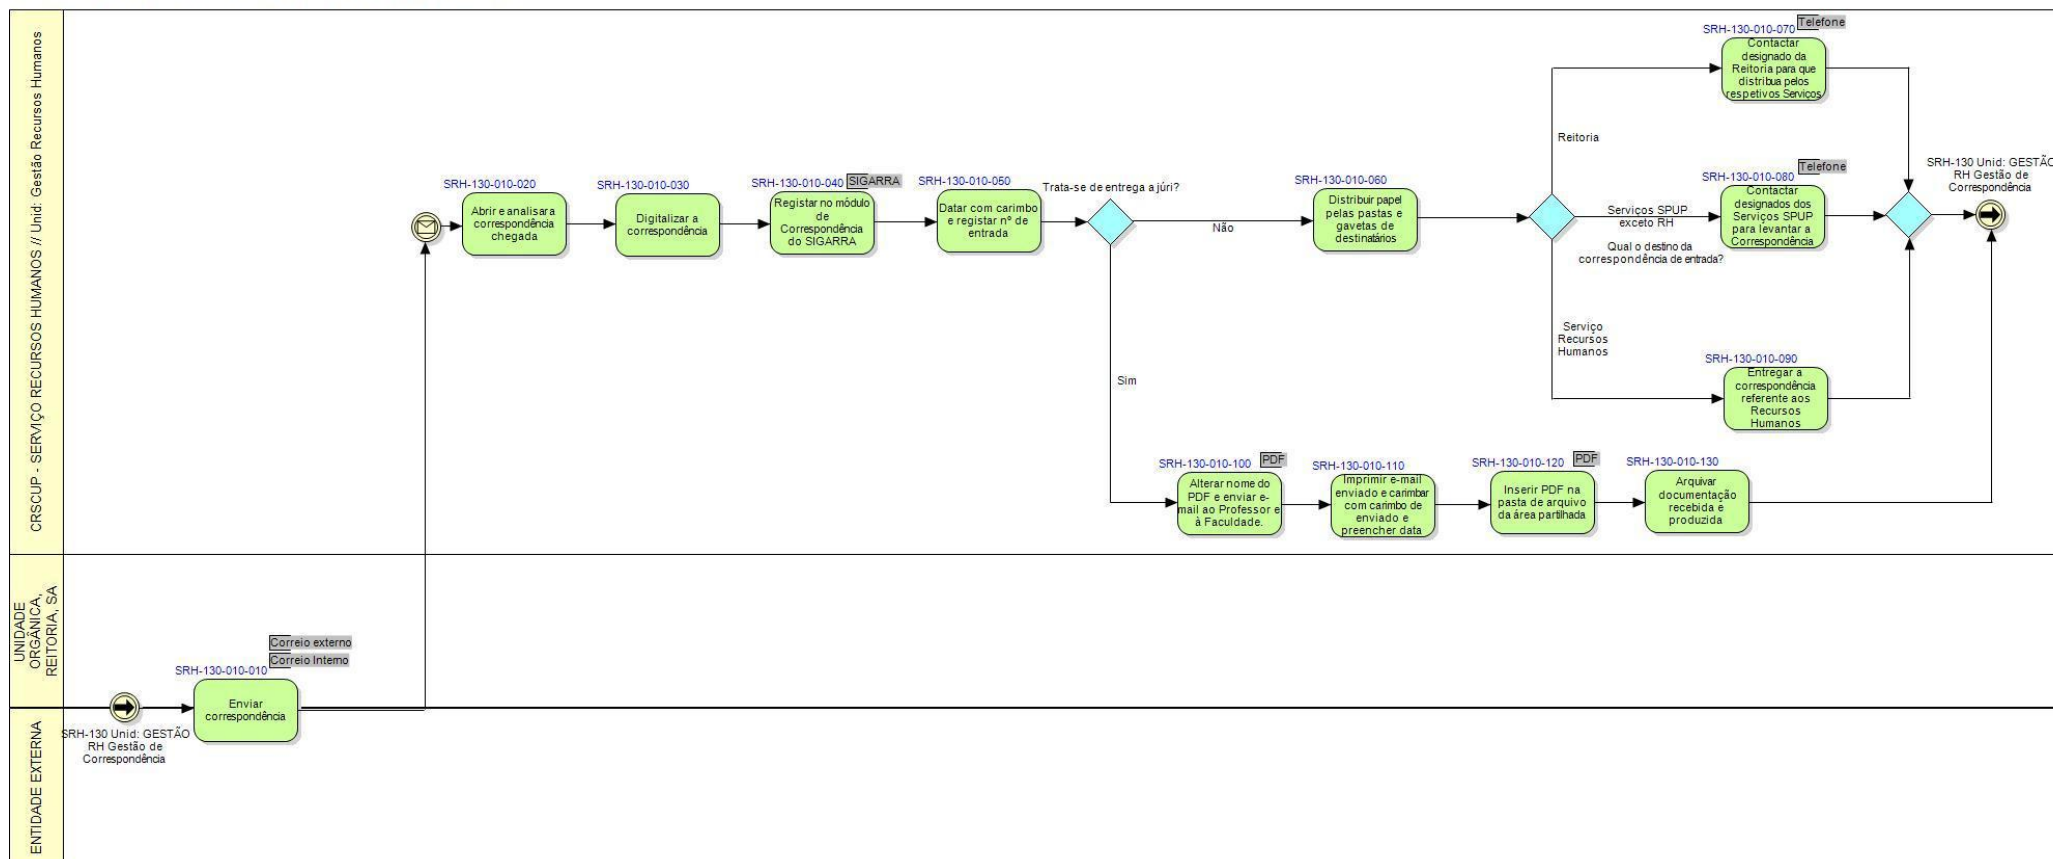 CRSCUP - SERVIÇO RECURSOS HUMANOS // Unid: Gestão Recursos Humanos
SRH-130-010-020
Abrir e analisar a
correspondência
chegada
SRH-130-010-030
Digitalizar a
correspondência
SRH-130-010-040
SIGARRA
Registar no módulo
de
Correspondência
do SIGARRA
SRH-130-010-050
Datar com carimbo
e registar nº de
entrada
Trata-se de entrega a júri?
Não
Sim
SRH-130-010-060
Distribuir papel
pelas pastas e
gavetas de
destinatários
Reitoria
Serviços SPUP
exceto RH
Qual o destino da
correspondência de entrada?
Serviço
Recursos
Humanos
SRH-130-010-070
Telefone
Contactar
designado da
Reitoria para que
distribua pelos
respetivos Serviços
SRH-130-010-080
Telefone
Contactar
designados dos
Serviços SPUP
para levantar a
Correspondência
SRH-130-010-090
Entregar a
correspondência
referente aos
Recursos
Humanos
SRH-130 Unid: GESTÃO
RH Gestão de
Correspondência
SRH-130-010-100
PDF
Alterar nome do
PDF e enviar e-
mail ao Professor e
à Faculdade.
SRH-130-010-110
Imprimir e-mail
enviado e carimbar
com carimbo de
enviado e
preencher data
SRH-130-010-120
PDF
Inserir PDF na
pasta de arquivo
da área partilhada
SRH-130-010-130
Arquivar
documentação
recebida e
produzida
UNIDADE
ORGÂNICA,
REITORIA, SA
Correio externo
Correio Interno
SRH-130-010-010
Enviar
correspondência
SRH-130 Unid: GESTÃO
RH Gestão de
Correspondência
ENTIDADE EXTERNA